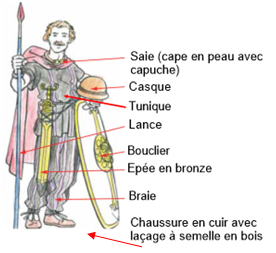 Saie (cape en peau avec
capuche)
Casque
Tunique
Lance
Bouclier
Epée en bronze
Braie
Chaussure en cuir avec
laçage à semelle en bois